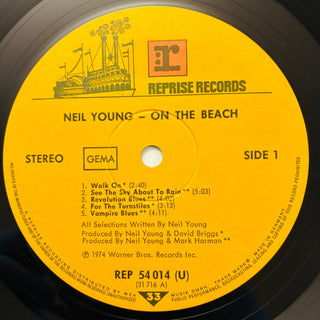 r
REPRISE RECORDS
NEIL YOUNG – ON THE BEACH
STEREO
GEMA
SIDE 1
1. Walk On * (2:40)
2. See The Sky About To Rain * * (5:03)
3. Revolution Blues * * (4:02)
4. For The Turnstiles * (3:13)
5. Vampire Blues * * (4:11)
All Selections Written By Neil Young
Produced By Neil Young & David Briggs *
Produced By Neil Young & Mark Harman * *
℗ 1974 Warner Bros. Records Inc.
REP 54 014 (U)
(31.716 A)
33